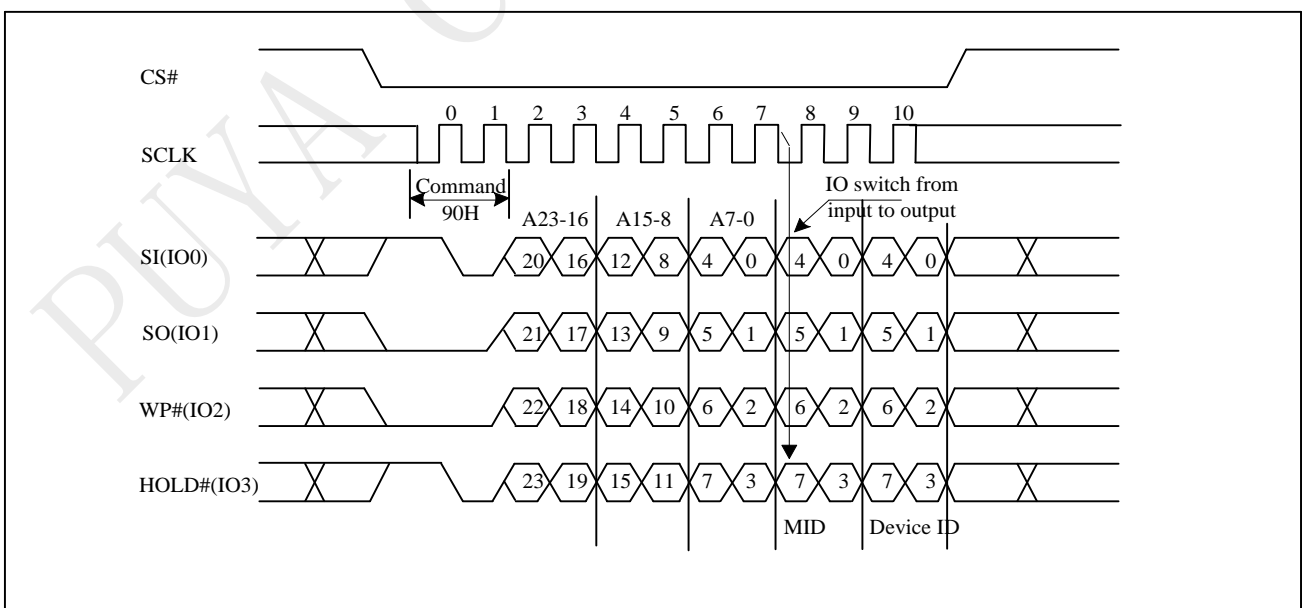 PUYA
CS#
0 1 2 3 4 5 6 7 8 9 10
SCLK
Command
90H
IO switch from
input to output
A23-16 A15-8 A7-0
SI(IO0)
20 16 12 8 4 0 4 0 4 0
SO(IO1)
21 17 13 9 5 1 5 1 5 1
WP#(IO2)
22 18 14 10 6 2 6 2 6 2
HOLD#(IO3)
23 19 15 11 7 3 7 3 7 3
MID Device ID